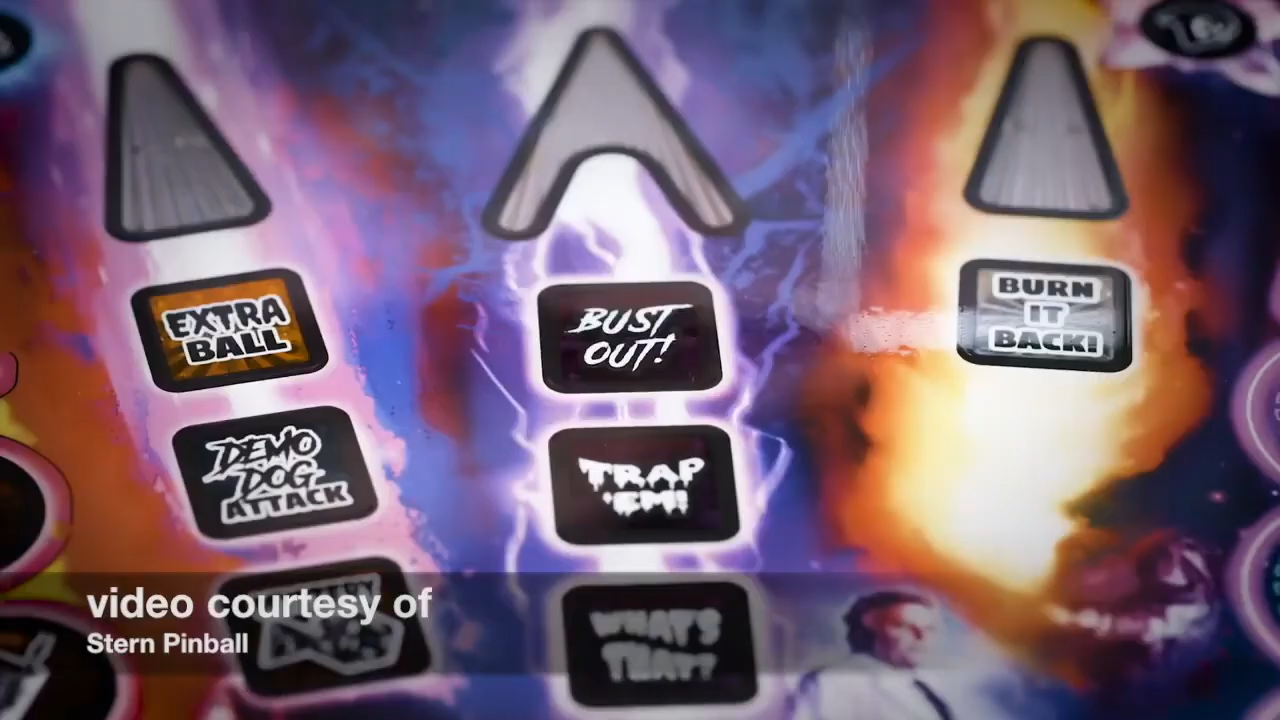 EXTRA
BALL
BUST
OUT!
BURN
IT
BACK!
DEMO
DOG
ATTACK
TRAP
'EM!
WHAT'S
THAT?
video courtesy of
Stern Pinball